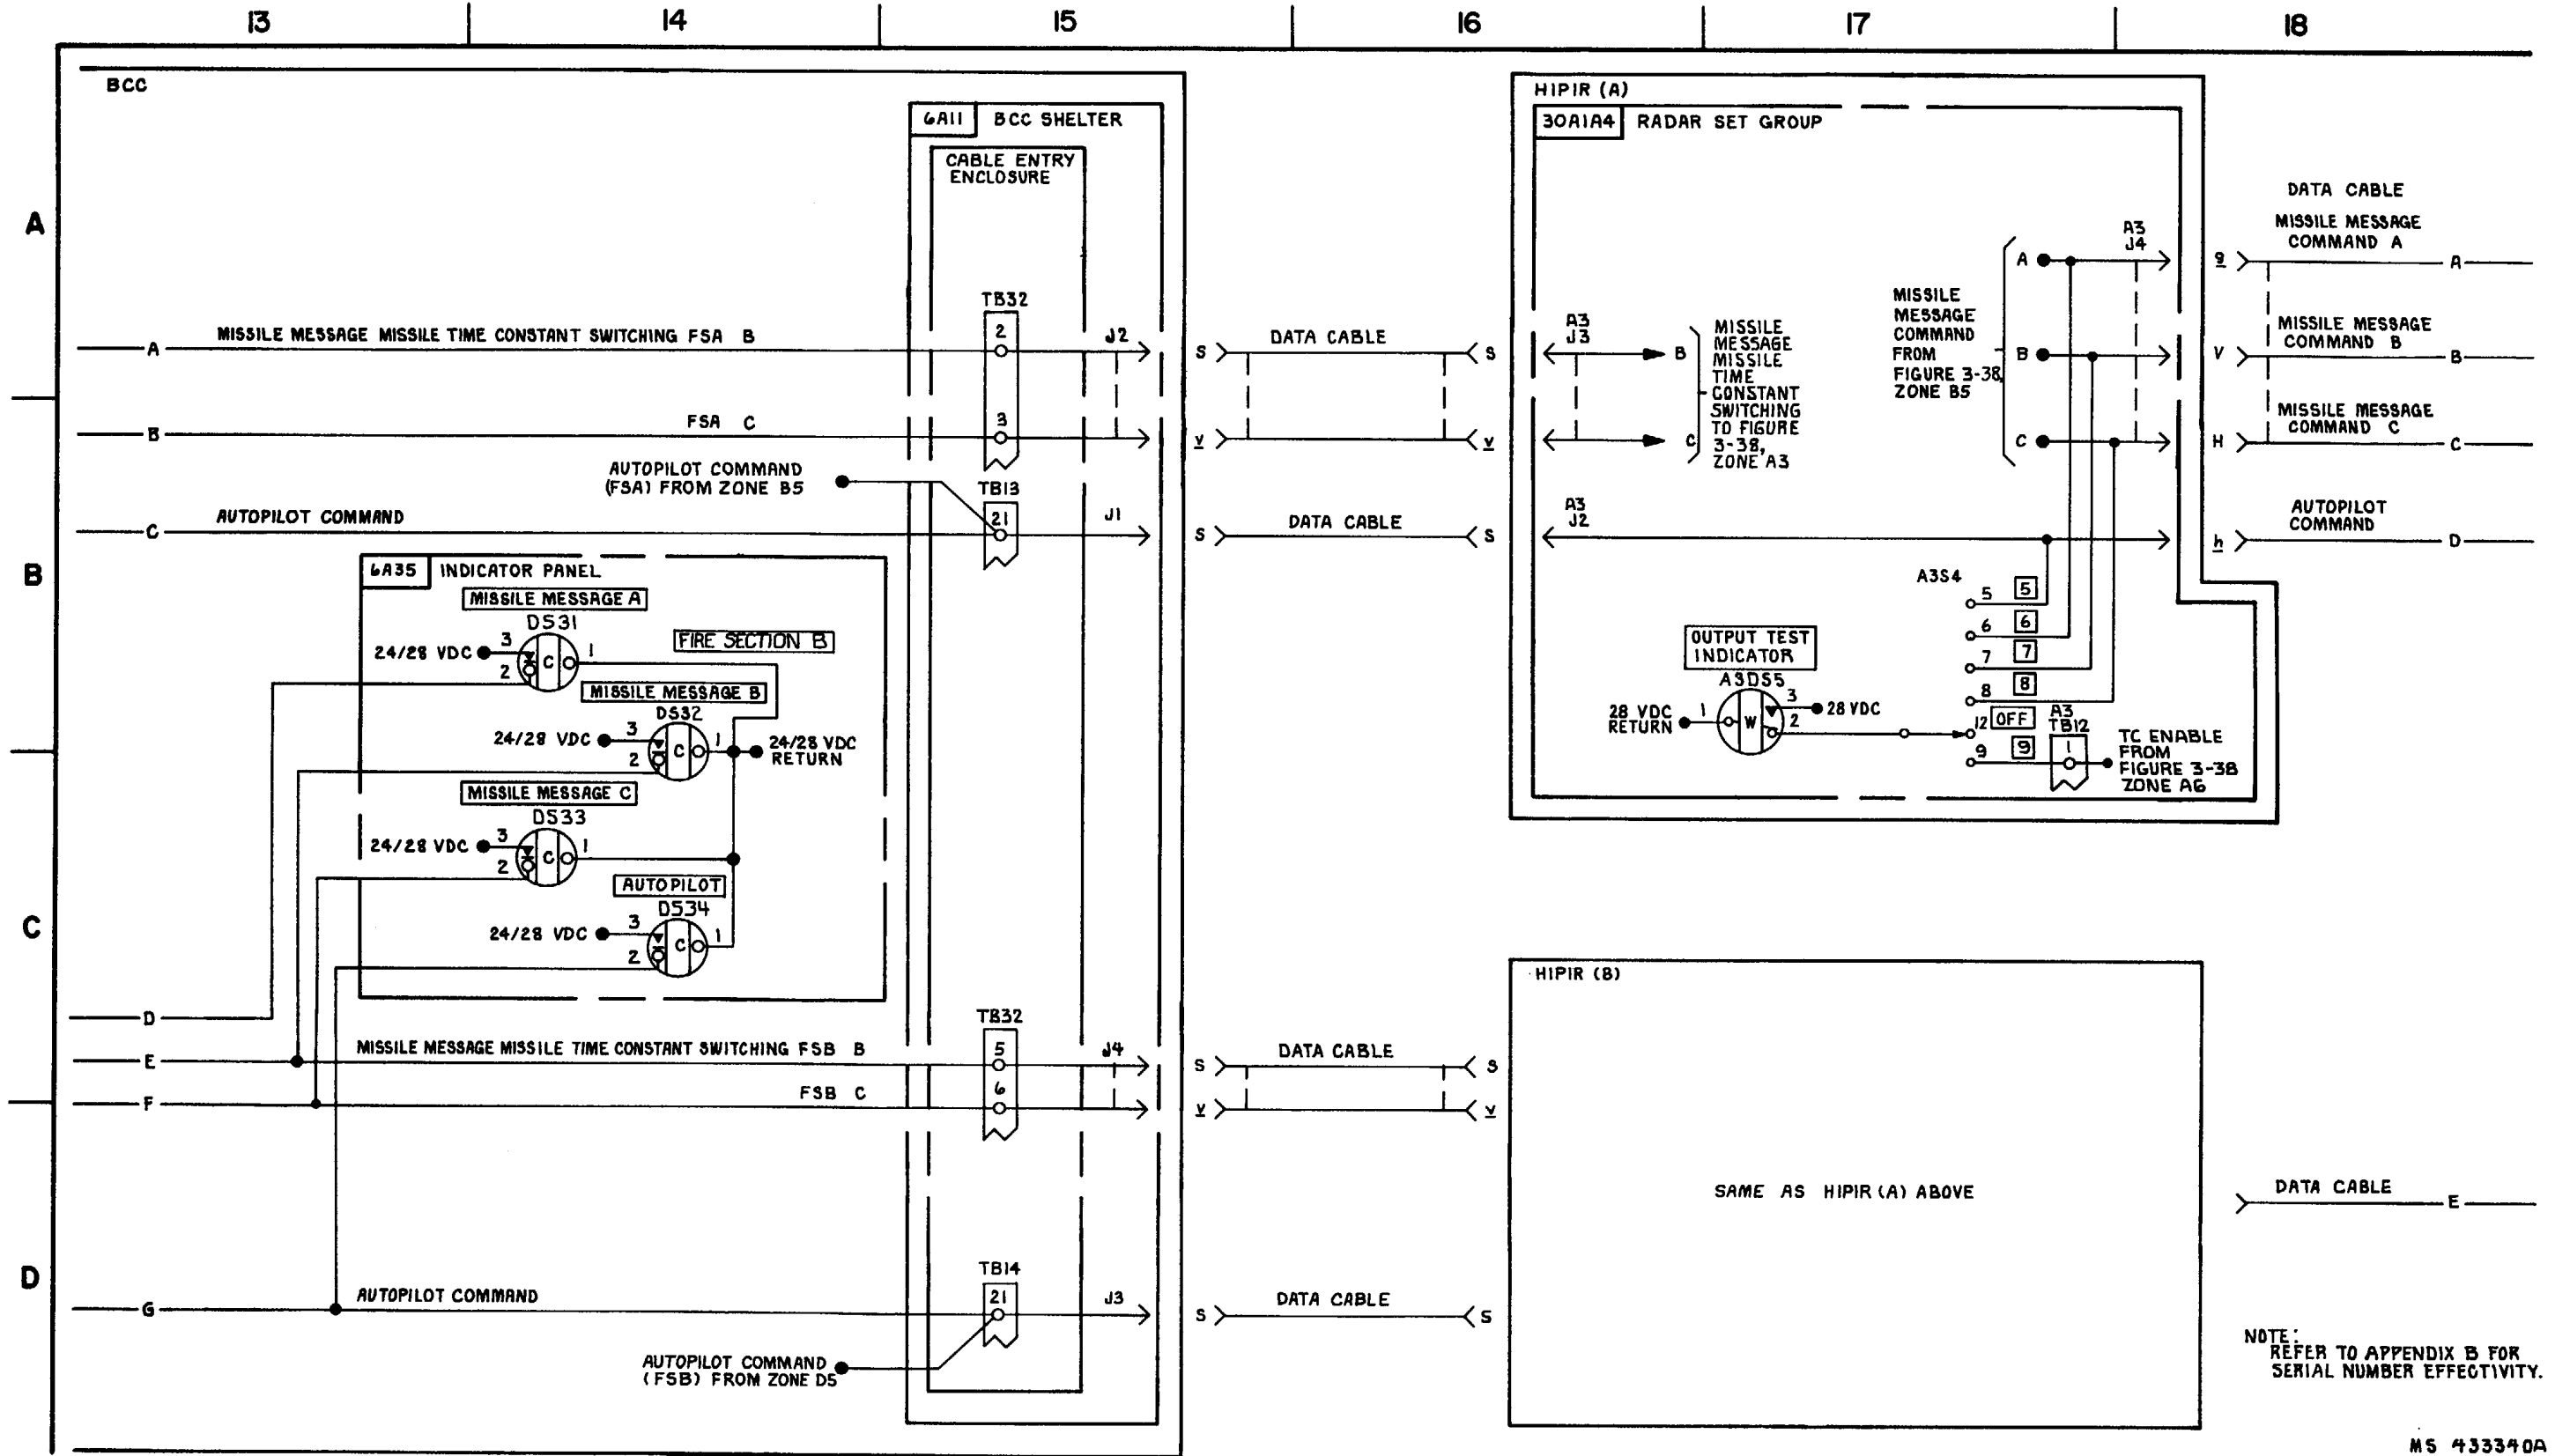 13 14 15 16 17 18
A
B
C
D
BCC
6A11 BCC SHELTER
CABLE ENTRY
ENCLOSURE
TB32
2
J2
A MISSILE MESSAGE MISSILE TIME CONSTANT SWITCHING FSA B
3
B FSA C
AUTOPILOT COMMAND
(FSA) FROM ZONE B5
TB13
21
J1
C AUTOPILOT COMMAND
6A35 INDICATOR PANEL
MISSILE MESSAGE A
DS31
24/28 VDC 3
2
C
1
FIRE SECTION B
MISSILE MESSAGE B
DS32
24/28 VDC 3
2
C
1
24/28 VDC
RETURN
MISSILE MESSAGE C
DS33
24/28 VDC 3
2
C
1
AUTOPILOT
DS34
24/28 VDC 3
2
C
1
D
TB32
E MISSILE MESSAGE MISSILE TIME CONSTANT SWITCHING FSB B
5
J4
F FSB C
6
TB14
21
J3
G AUTOPILOT COMMAND
AUTOPILOT COMMAND
(FSB) FROM ZONE D5
S DATA CABLE S
v v
S DATA CABLE S
S DATA CABLE S
v v
S DATA CABLE S
HIPIR (A)
30A1A4 RADAR SET GROUP
A3
J3
B
C
MISSILE
MESSAGE
MISSILE
TIME
CONSTANT
SWITCHING
TO FIGURE
3-38,
ZONE A3
MISSILE
MESSAGE
COMMAND
FROM
FIGURE 3-38,
ZONE B5
A
B
C
A3
J4
A3
J2
A3S4
5 5
6 6
7 7
8 8
12 OFF
9 9
A3
TB12
1
TC ENABLE
FROM
FIGURE 3-38
ZONE A6
OUTPUT TEST
INDICATOR
A3DS5
28 VDC
RETURN
1
W
3
28 VDC
2
DATA CABLE
MISSILE MESSAGE
COMMAND A
g A
MISSILE MESSAGE
COMMAND B
V B
MISSILE MESSAGE
COMMAND C
H C
AUTOPILOT
COMMAND
h D
HIPIR (B)
SAME AS HIPIR (A) ABOVE
DATA CABLE
E
NOTE:
REFER TO APPENDIX B FOR
SERIAL NUMBER EFFECTIVITY.
MS 433340A